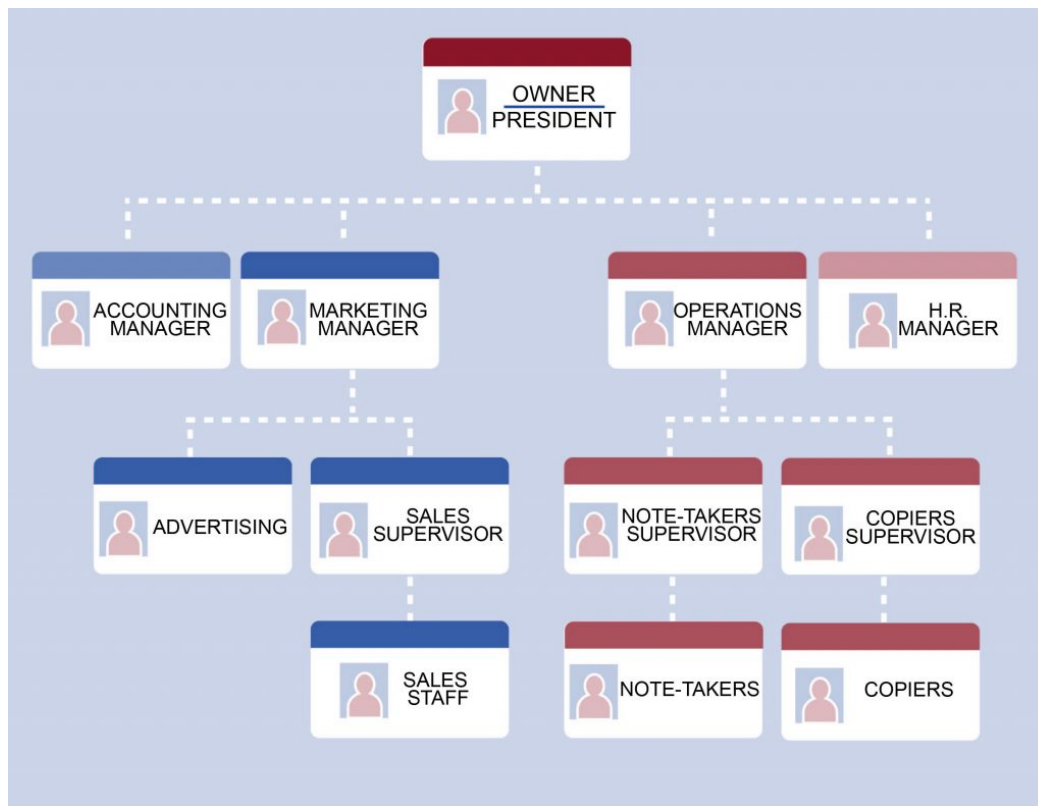 OWNER
PRESIDENT
ACCOUNTING
MANAGER
MARKETING
MANAGER
OPERATIONS
MANAGER
H.R.
MANAGER
ADVERTISING
SALES
SUPERVISOR
NOTE-TAKERS
SUPERVISOR
COPIERS
SUPERVISOR
SALES
STAFF
NOTE-TAKERS
COPIERS